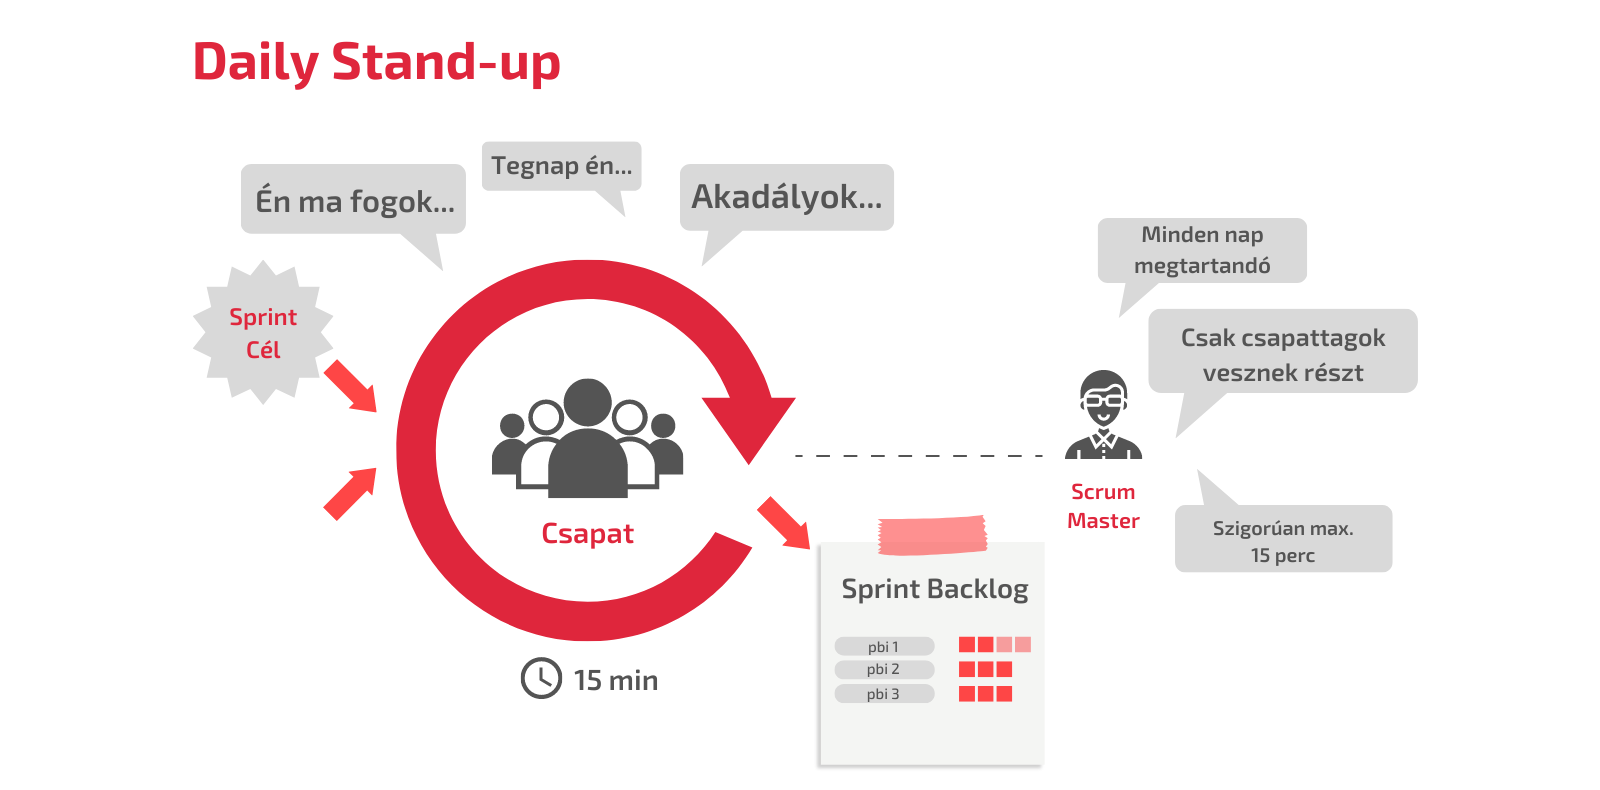 Daily Stand-up
Én ma fogok...
Tegnap én...
Akadályok...
Minden nap
megtartandó
Sprint
Cél
Csak csapattagok
vesznek részt
Csapat
Scrum
Master
Szigorúan max.
15 perc
15 min
Sprint Backlog
pbi 1
pbi 2
pbi 3